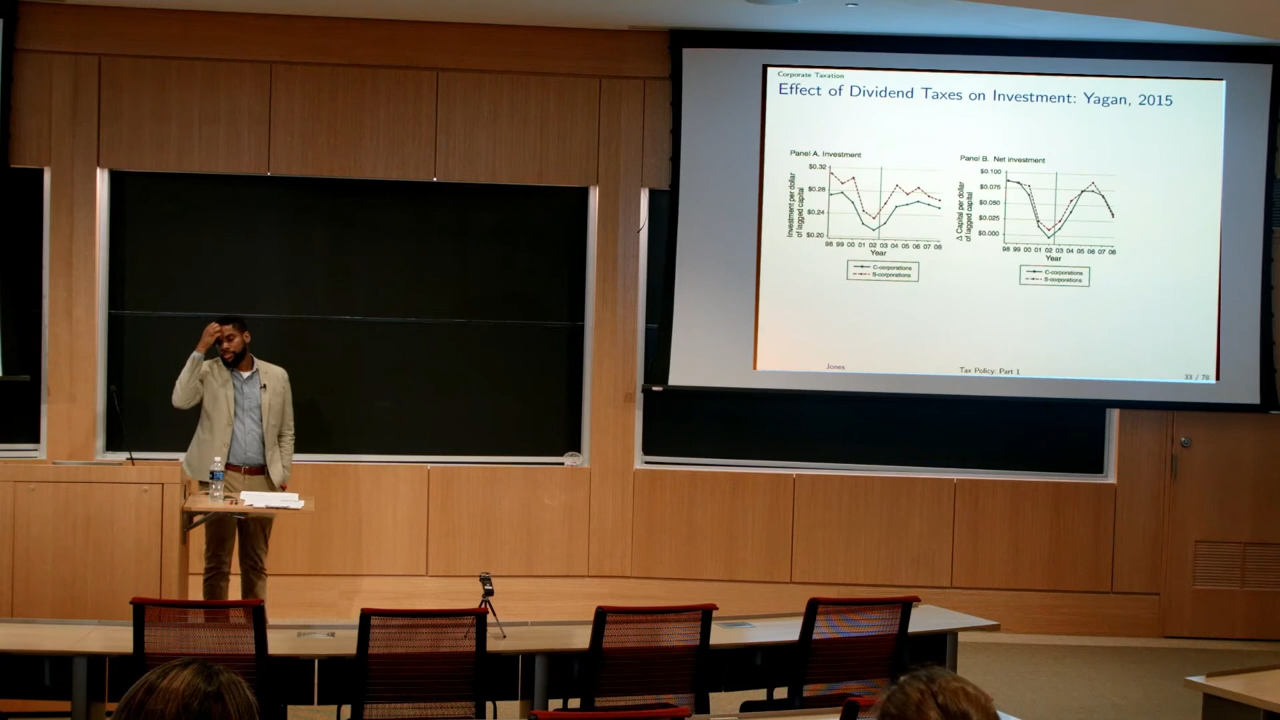 Corporate Taxation
Effect of Dividend Taxes on Investment: Yagan, 2015
Panel A. Investment
Investment per dollar
of lagged capital
$0.32
$0.28
$0.24
$0.20
98 99 00 01 02 03 04 05 06 07 08
Year
C-corporations
S-corporations
Panel B. Net investment
Δ Capital per dollar
of lagged capital
$0.100
$0.075
$0.050
$0.025
$0.000
98 99 00 01 02 03 04 05 06 07 08
Year
C-corporations
S-corporations
Jones
Tax Policy: Part 1
33 / 78